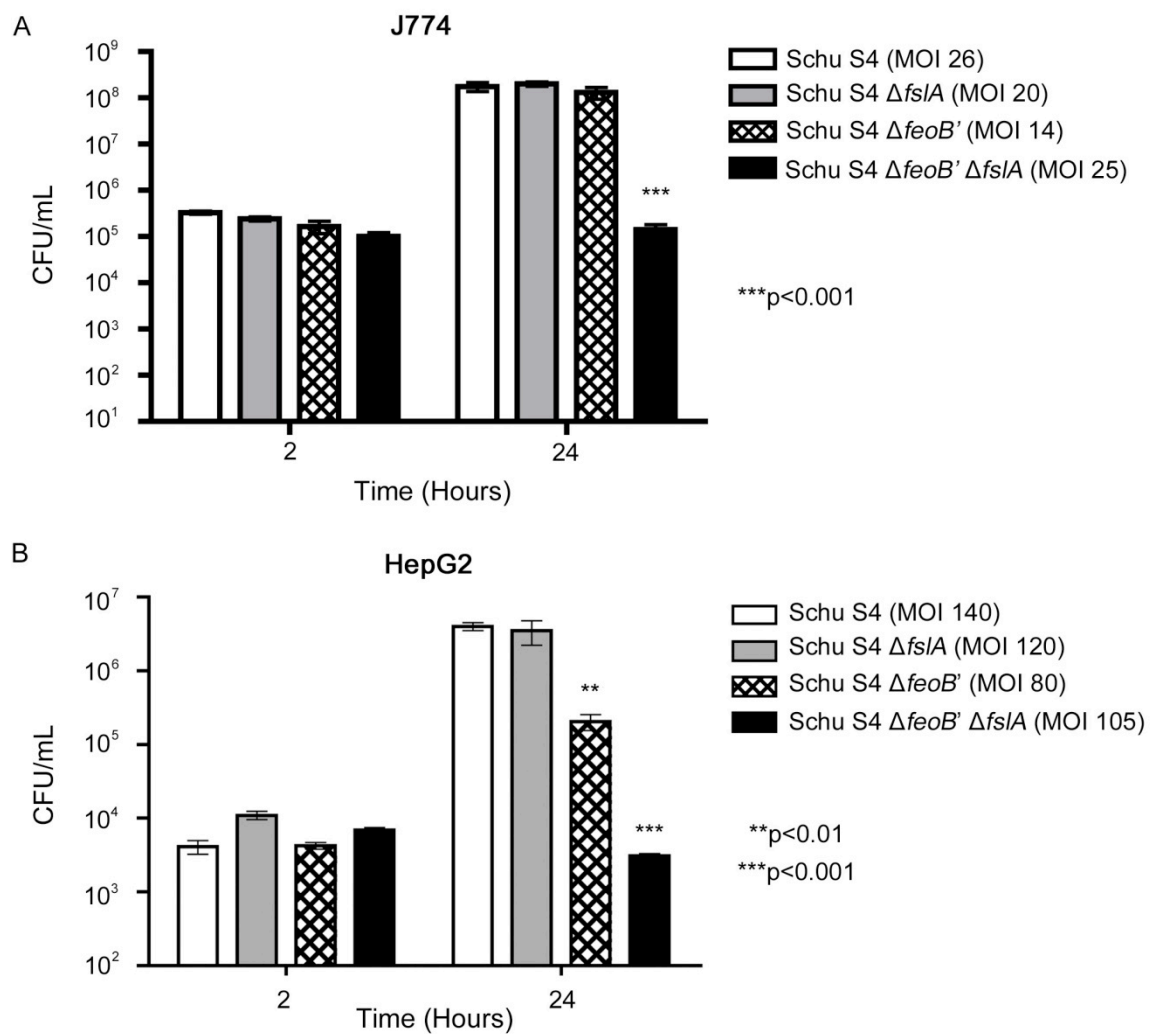 A
J774
10⁹
10⁸
10⁷
10⁶
10⁵
10⁴
10³
10²
10¹
CFU/mL
***
2
24
Time (Hours)
Schu S4 (MOI 26)
Schu S4 ΔfslA (MOI 20)
Schu S4 ΔfeoB’ (MOI 14)
Schu S4 ΔfeoB’ ΔfslA (MOI 25)
***p<0.001
B
HepG2
10⁷
10⁶
10⁵
10⁴
10³
10²
CFU/mL
**
***
2
24
Time (Hours)
Schu S4 (MOI 140)
Schu S4 ΔfslA (MOI 120)
Schu S4 ΔfeoB’ (MOI 80)
Schu S4 ΔfeoB’ ΔfslA (MOI 105)
**p<0.01
***p<0.001